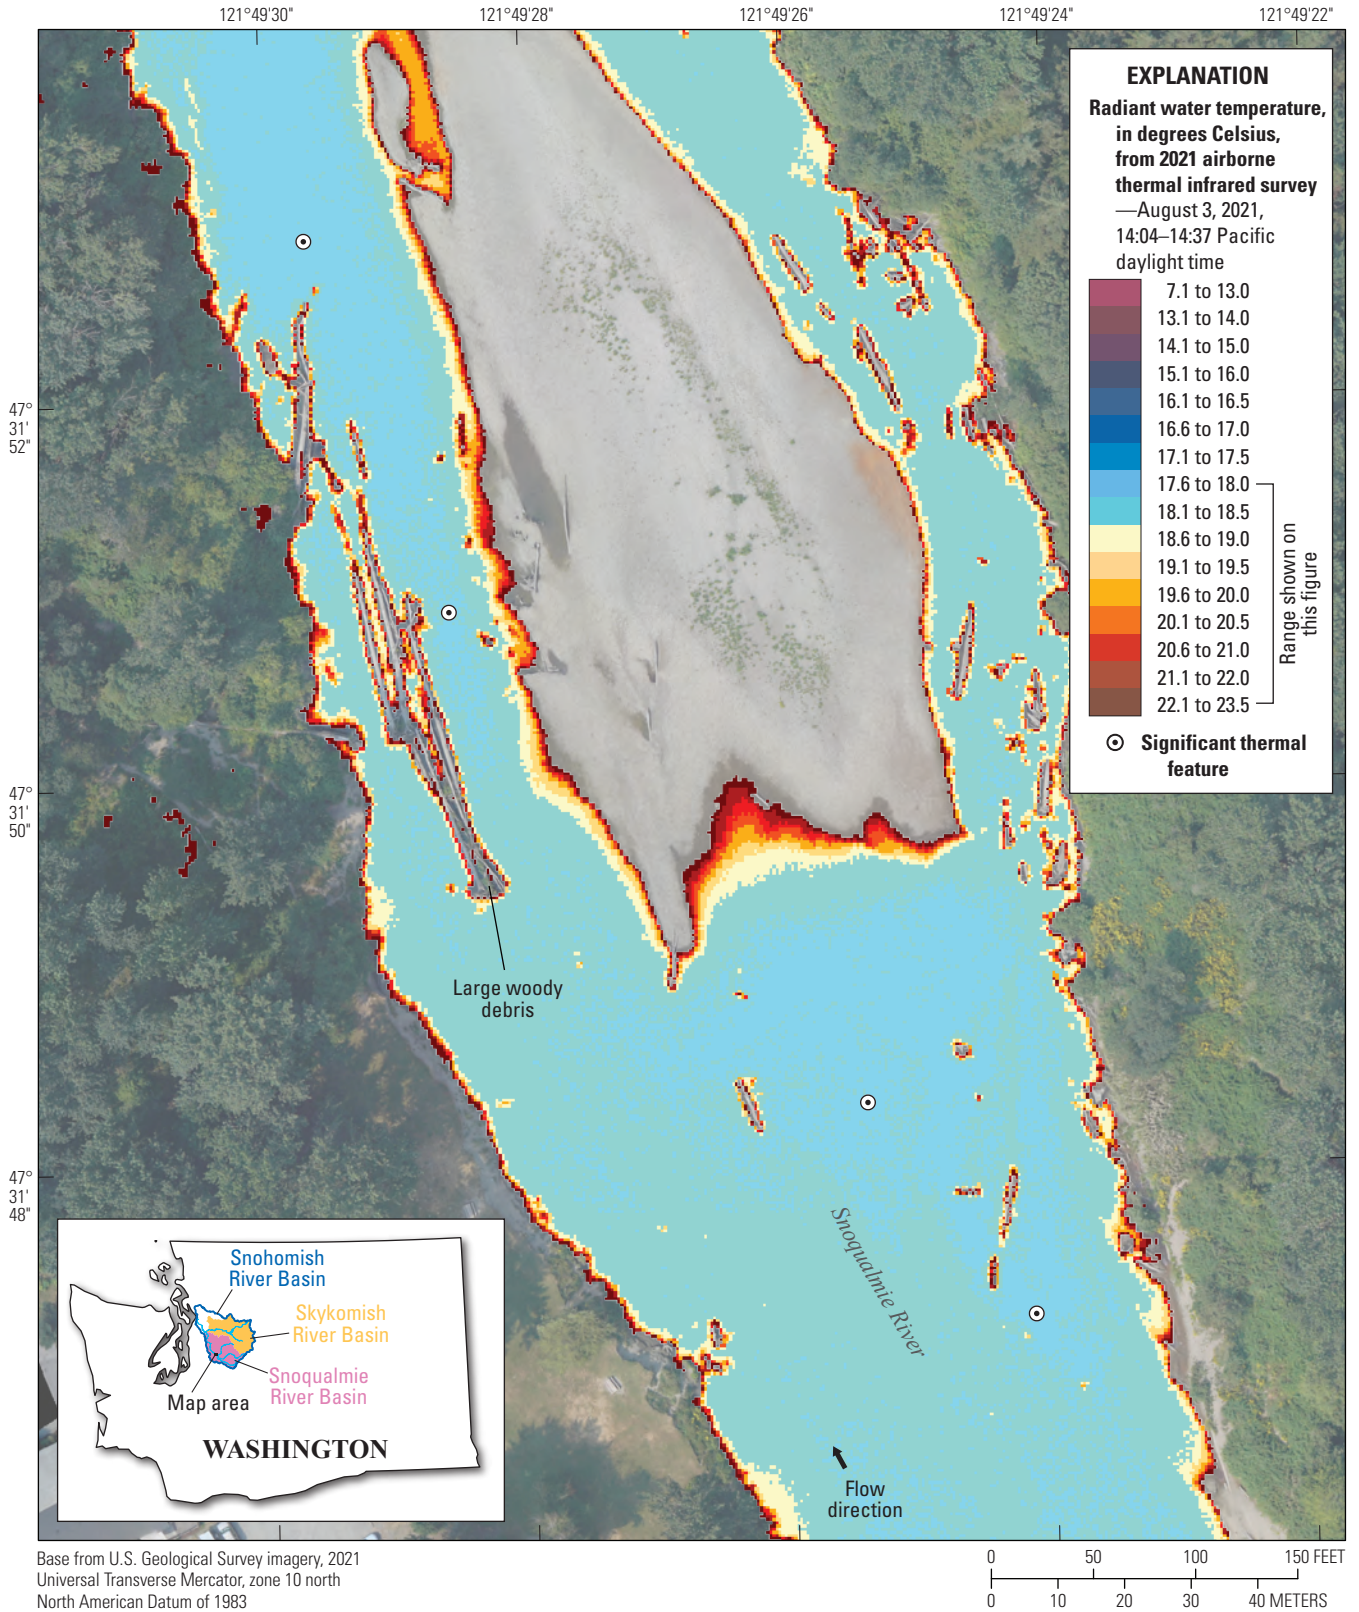 121°49'30"
121°49'28"
121°49'26"
121°49'24"
121°49'22"
EXPLANATION
Radiant water temperature,
in degrees Celsius,
from 2021 airborne
thermal infrared survey
—August 3, 2021,
14:04–14:37 Pacific
daylight time
7.1 to 13.0
13.1 to 14.0
14.1 to 15.0
15.1 to 16.0
16.1 to 16.5
16.6 to 17.0
17.1 to 17.5
17.6 to 18.0
18.1 to 18.5
18.6 to 19.0
19.1 to 19.5
19.6 to 20.0
20.1 to 20.5
20.6 to 21.0
21.1 to 22.0
22.1 to 23.5
Range shown on
this figure
Significant thermal
feature
47°
31'
52"
47°
31'
50"
47°
31'
48"
Large woody
debris
Snoqualmie River
Flow
direction
Snohomish
River Basin
Skykomish
River Basin
Snoqualmie
River Basin
Map area
WASHINGTON
Base from U.S. Geological Survey imagery, 2021
Universal Transverse Mercator, zone 10 north
North American Datum of 1983
0 50 100 150 FEET
0 10 20 30 40 METERS